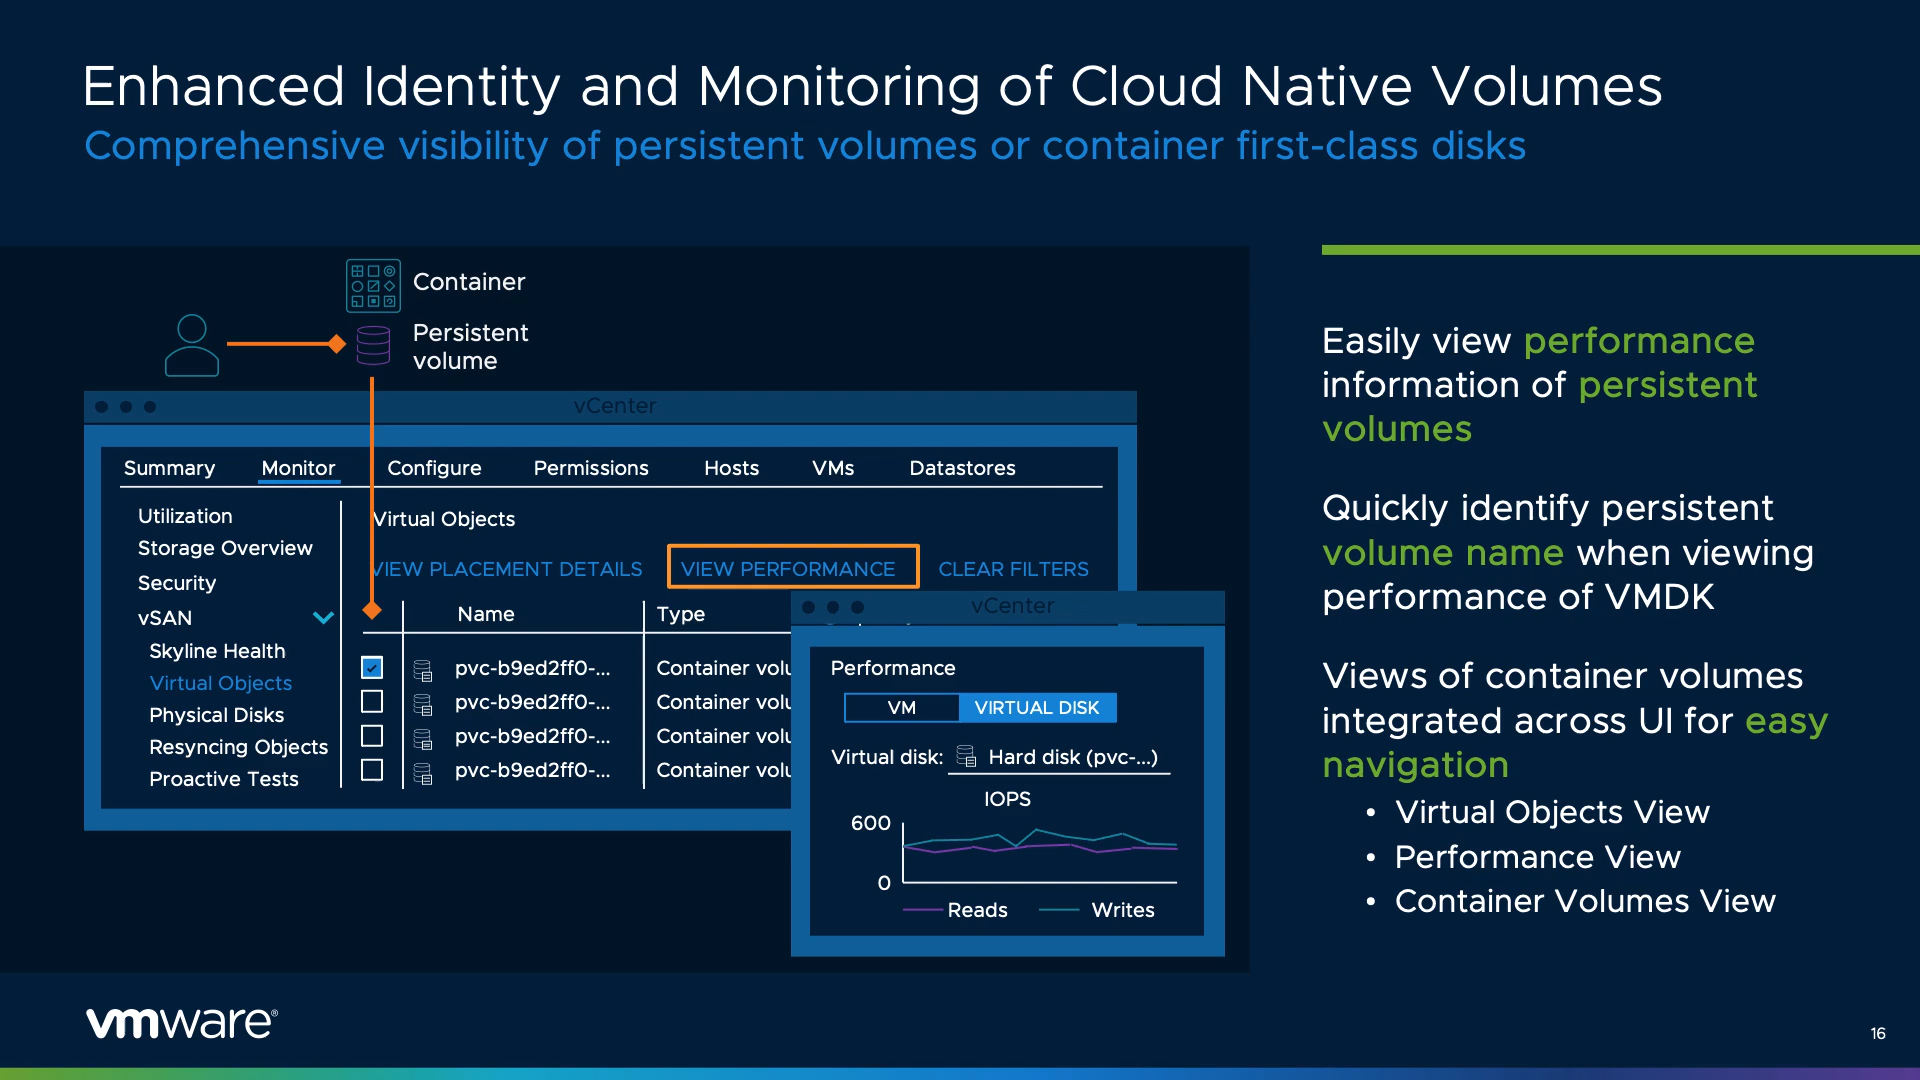 Enhanced Identity and Monitoring of Cloud Native Volumes
Comprehensive visibility of persistent volumes or container first-class disks
Container
Persistent
volume
vCenter
Summary Monitor Configure Permissions Hosts VMs Datastores
Utilization
Storage Overview
Security
vSAN
Skyline Health
Virtual Objects
Physical Disks
Resyncing Objects
Proactive Tests
Virtual Objects
VIEW PLACEMENT DETAILS VIEW PERFORMANCE CLEAR FILTERS
Name Type
pvc-b9ed2ff0-... Container volu
pvc-b9ed2ff0-... Container volu
pvc-b9ed2ff0-... Container volu
pvc-b9ed2ff0-... Container volu
vCenter
Performance
VM VIRTUAL DISK
Virtual disk: Hard disk (pvc-...)
IOPS
600
0
Reads Writes
Easily view performance
information of persistent
volumes
Quickly identify persistent
volume name when viewing
performance of VMDK
Views of container volumes
integrated across UI for easy
navigation
• Virtual Objects View
• Performance View
• Container Volumes View
vmware®
16